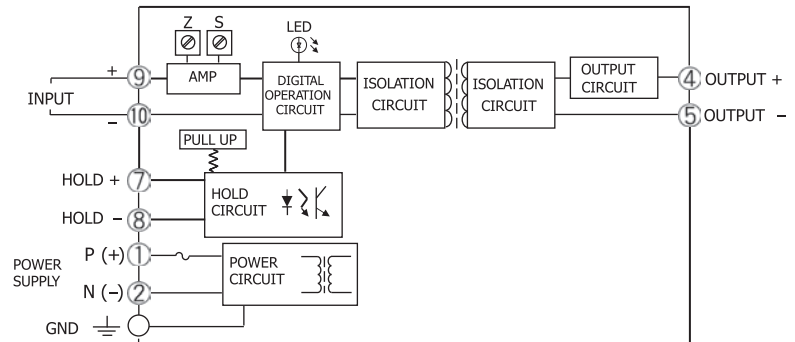 Z S LED
+ 9 AMP DIGITAL OPERATION CIRCUIT ISOLATION CIRCUIT ISOLATION CIRCUIT OUTPUT CIRCUIT 4 OUTPUT +
INPUT
- 10 5 OUTPUT -
PULL UP
HOLD + 7
HOLD CIRCUIT
HOLD - 8
P (+) 1
POWER SUPPLY
POWER CIRCUIT
N (-) 2
GND